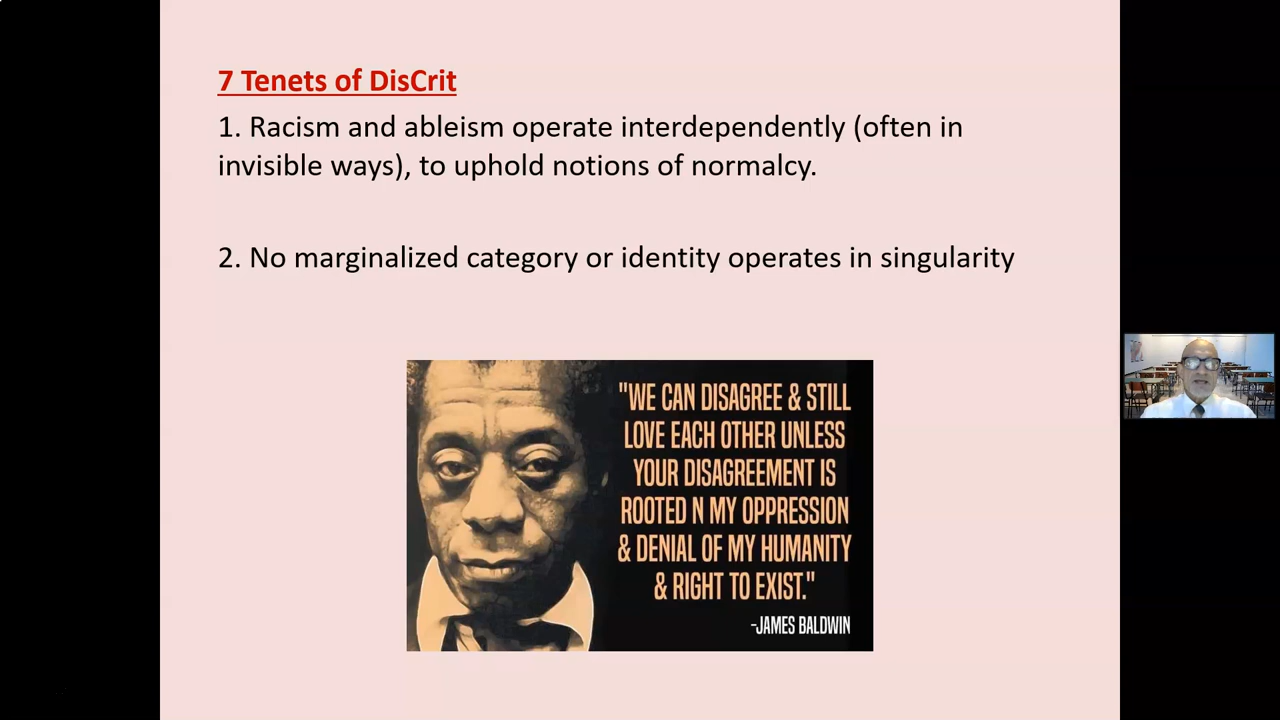 7 Tenets of DisCrit
1. Racism and ableism operate interdependently (often in
invisible ways), to uphold notions of normalcy.
2. No marginalized category or identity operates in singularity
"WE CAN DISAGREE & STILL
LOVE EACH OTHER UNLESS
YOUR DISAGREEMENT IS
ROOTED N MY OPPRESSION
& DENIAL OF MY HUMANITY
& RIGHT TO EXIST."
-JAMES BALDWIN